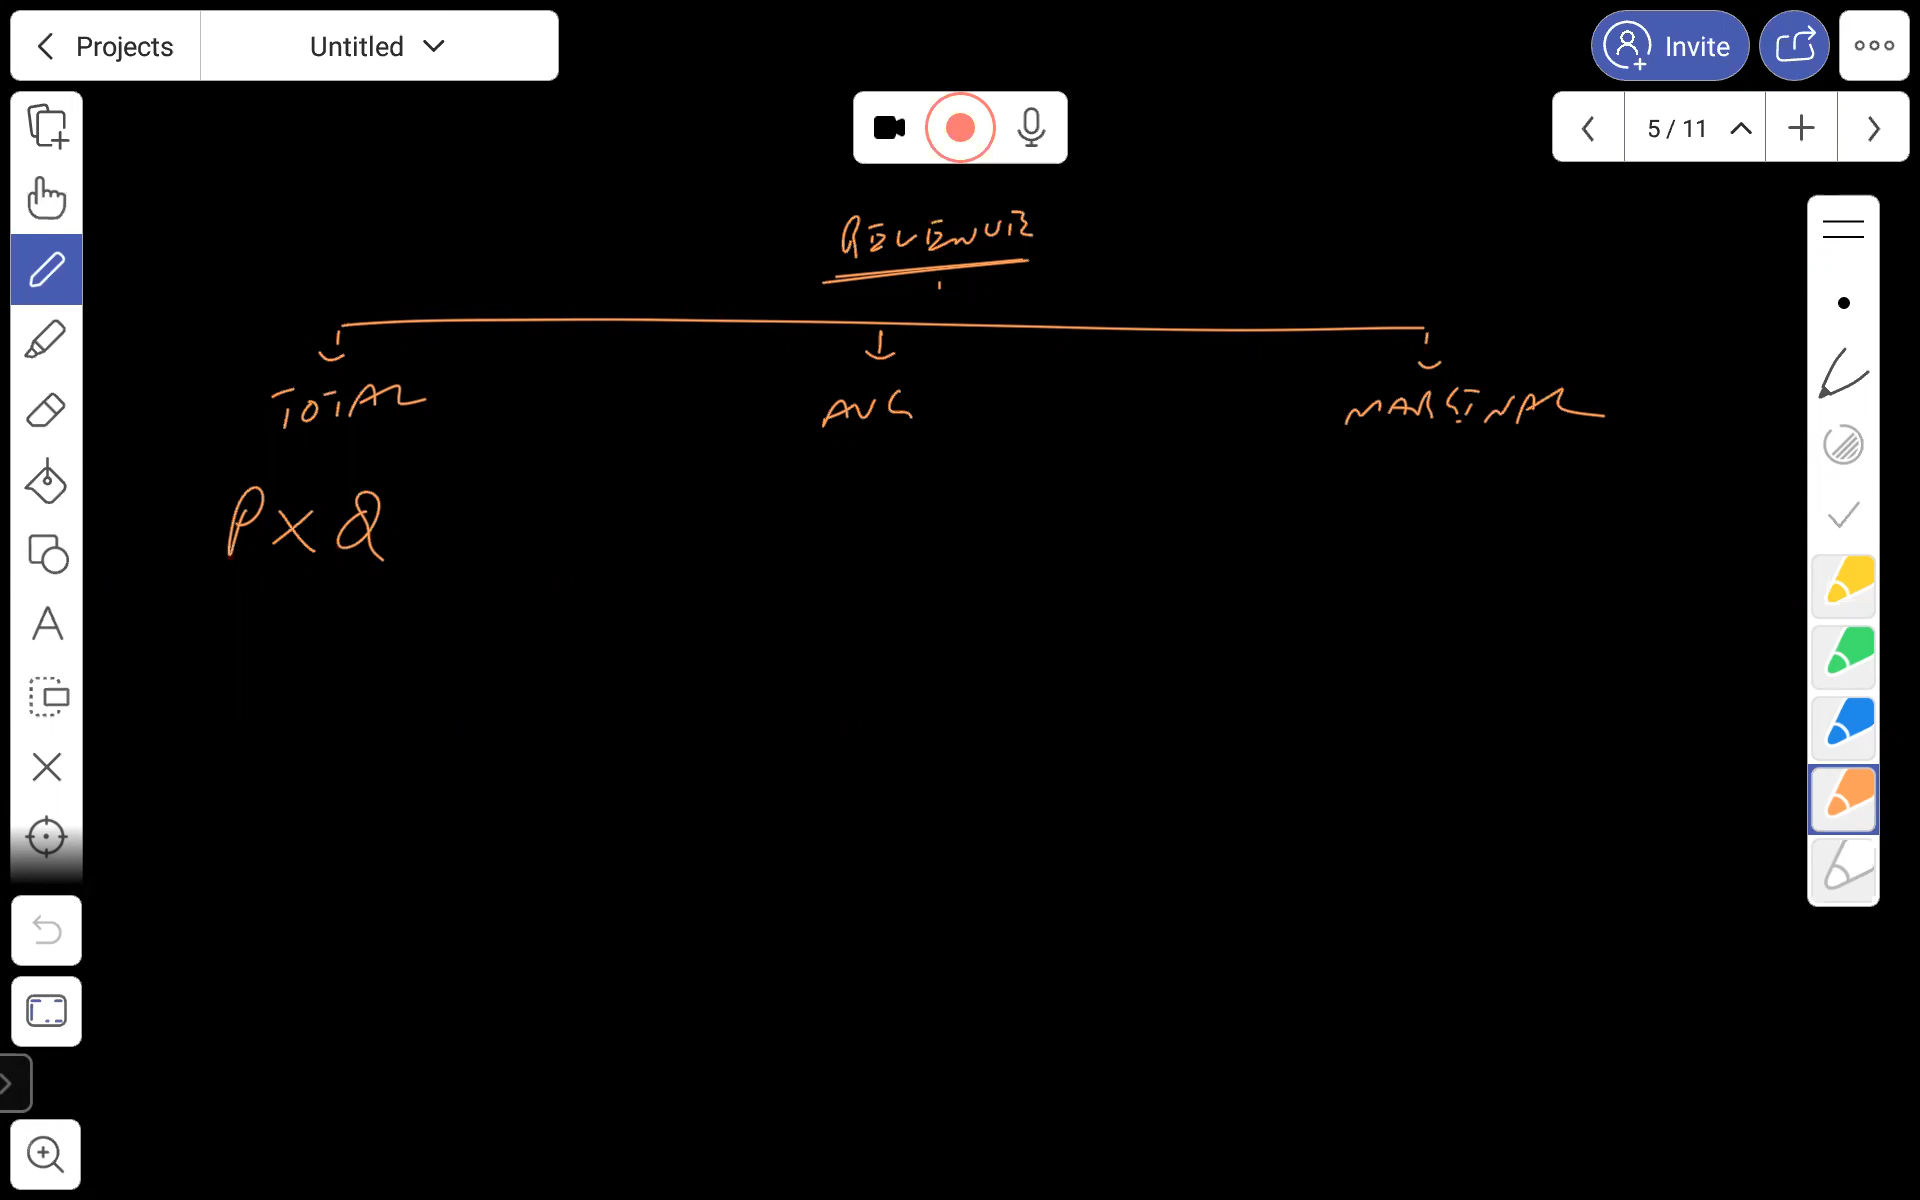 Projects
Untitled
Invite
5 / 11
REVENUE
TOTAL
AVG
MARGINAL
P × Q